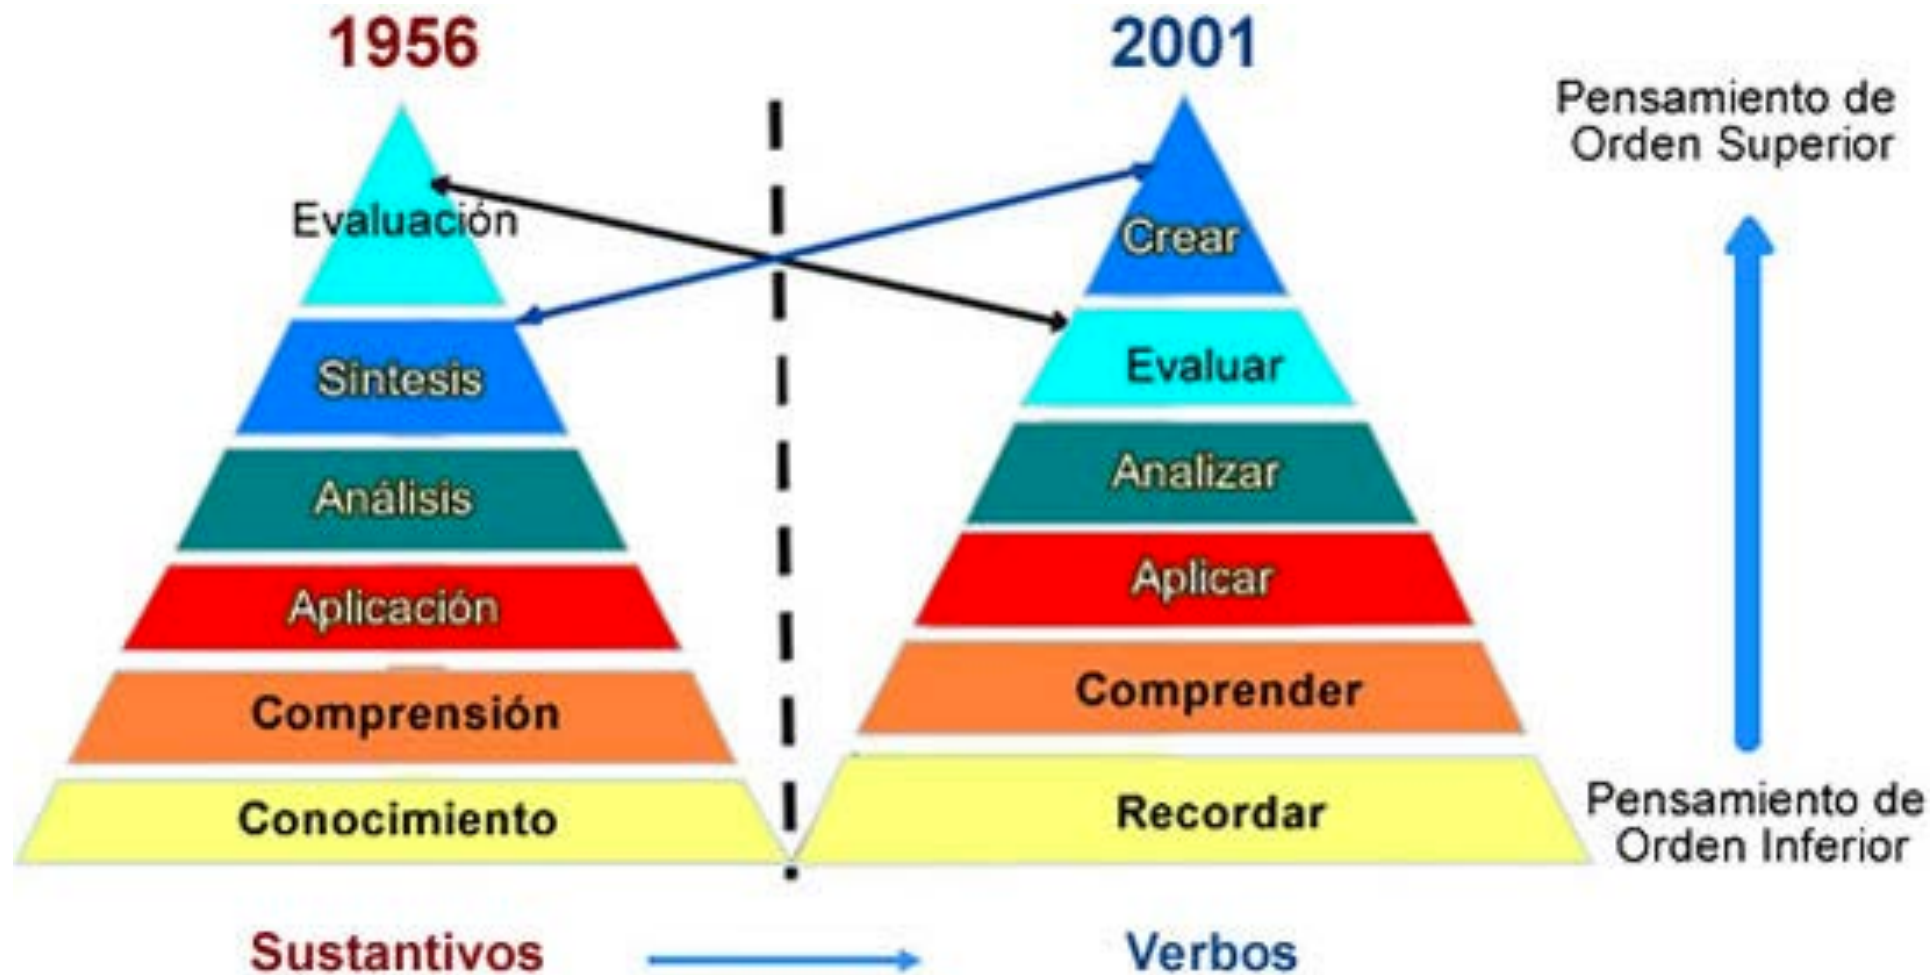 1956
2001
Pensamiento de
Orden Superior
Evaluación
Síntesis
Análisis
Aplicación
Comprensión
Conocimiento
Crear
Evaluar
Analizar
Aplicar
Comprender
Recordar
Pensamiento de
Orden Inferior
Sustantivos
Verbos